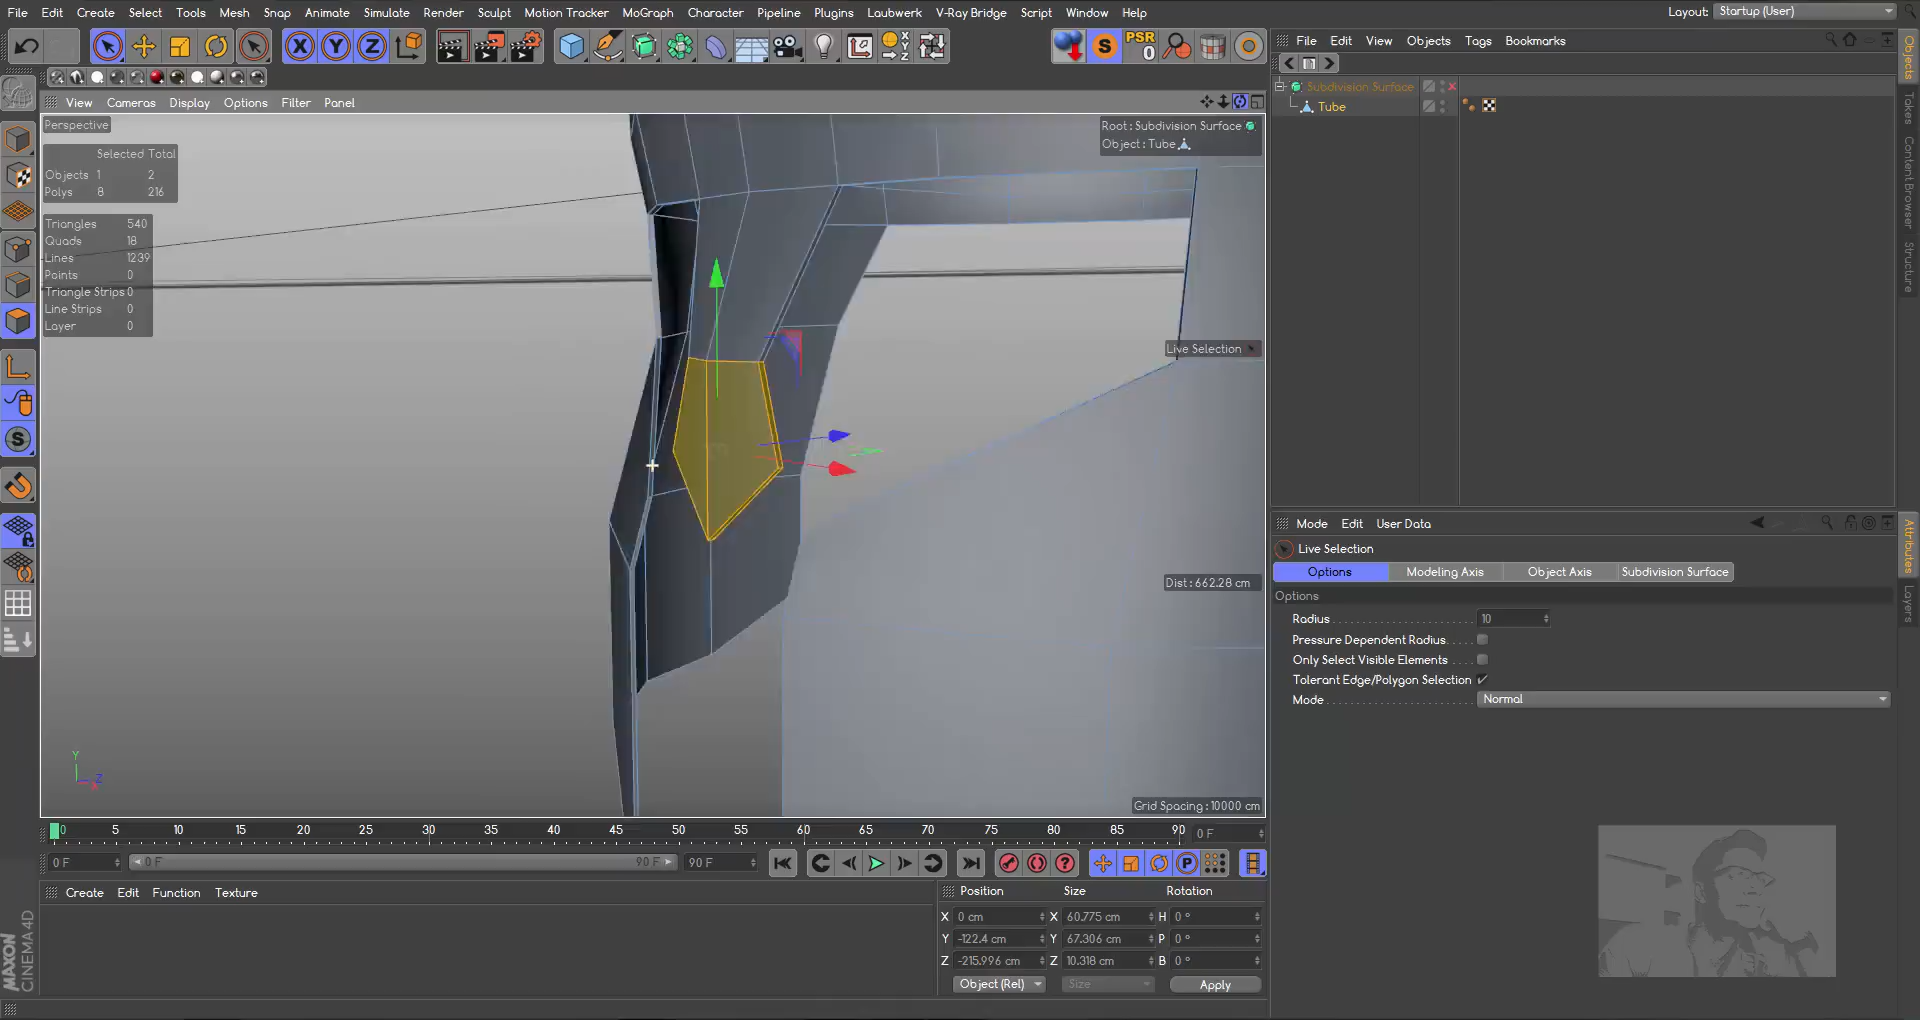 File Edit Create Select Tools Mesh Snap Animate Simulate Render Sculpt Motion Tracker MoGraph Character Pipeline Plugins Laubwerk V-Ray Bridge Script Window Help
Layout: Startup (User)
X Y Z
S PSR 0
File Edit View Objects Tags Bookmarks
View Cameras Display Options Filter Panel
Perspective
Selected Total
Objects 1 2
Polys 8 216
Triangles 540
Quads 18
Lines 1239
Points 0
Triangle Strips 0
Line Strips 0
Layer 0
Root : Subdivision Surface
Object : Tube
Live Selection
Dist : 662.28 cm
Grid Spacing : 10000 cm
Y
Z
Subdivision Surface
Tube
Objects
Takes
Content Browser
Structure
Mode Edit User Data
Live Selection
Options Modeling Axis Object Axis Subdivision Surface
Options
Radius 10
Pressure Dependent Radius
Only Select Visible Elements
Tolerant Edge/Polygon Selection
Mode Normal
Attributes
Layers
0 5 10 15 20 25 30 35 40 45 50 55 60 65 70 75 80 85 90 0 F
0 F 0 F 90 F 90 F
Create Edit Function Texture
Position Size Rotation
X 0 cm X 60.775 cm H 0 °
Y -122.4 cm Y 67.306 cm P 0 °
Z -215.996 cm Z 10.318 cm B 0 °
Object (Rel) Size Apply
MAXON
CINEMA4D